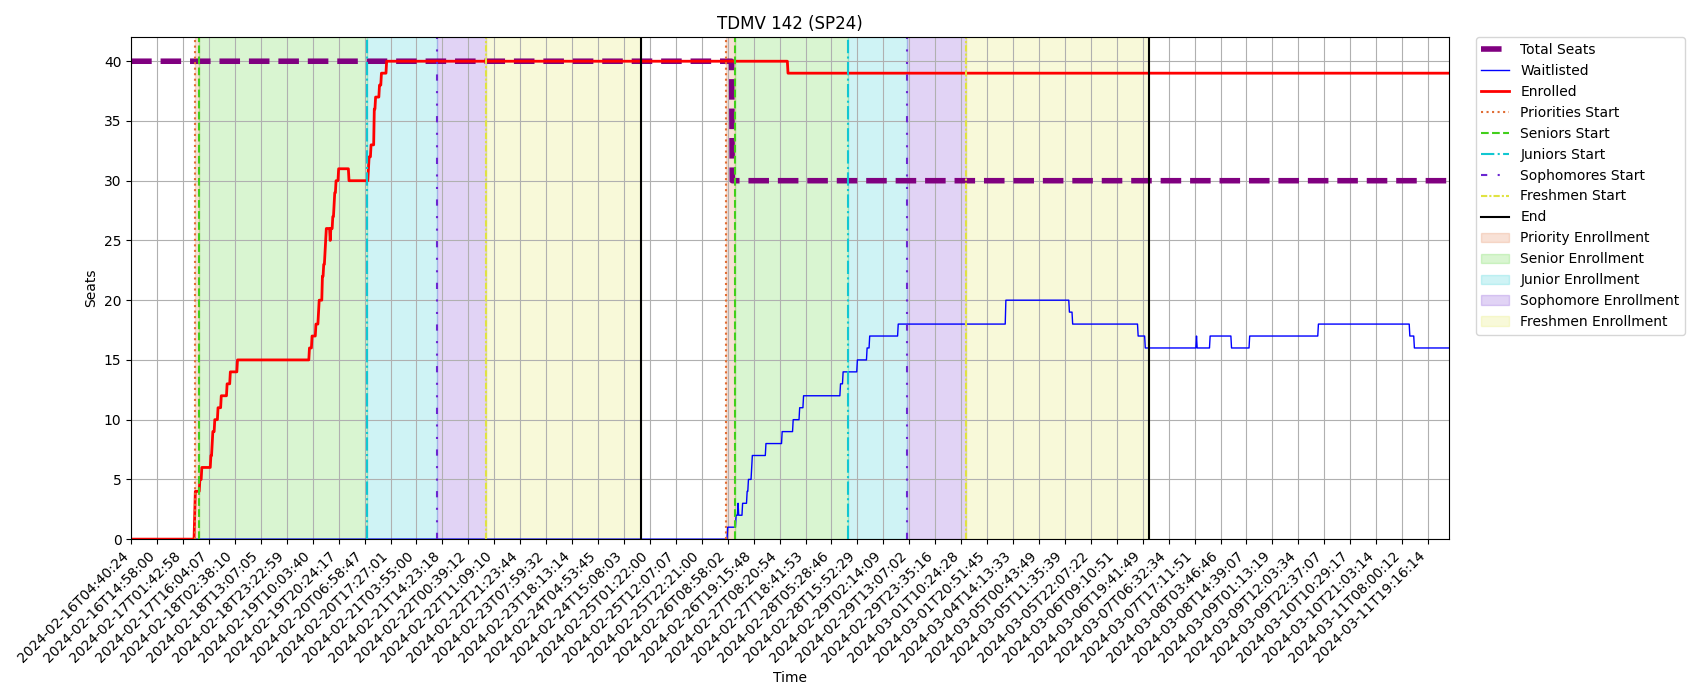 TDMV 142 (SP24)
Seats
40
35
30
25
20
15
10
5
0
2024-02-16T04:40:24
2024-02-16T14:58:00
2024-02-17T01:42:58
2024-02-17T16:04:07
2024-02-18T02:38:10
2024-02-18T13:07:05
2024-02-18T23:22:59
2024-02-19T10:03:40
2024-02-19T20:24:17
2024-02-20T06:58:47
2024-02-20T17:27:01
2024-02-21T03:55:00
2024-02-21T14:23:18
2024-02-22T00:39:12
2024-02-22T11:09:10
2024-02-22T21:23:44
2024-02-23T07:59:32
2024-02-23T18:13:14
2024-02-24T04:53:45
2024-02-24T15:08:03
2024-02-25T01:22:00
2024-02-25T12:07:07
2024-02-25T22:21:00
2024-02-26T08:58:02
2024-02-26T19:15:48
2024-02-27T08:20:54
2024-02-27T18:41:53
2024-02-28T05:28:46
2024-02-28T15:52:29
2024-02-29T02:14:09
2024-02-29T13:07:02
2024-02-29T23:35:16
2024-03-01T10:24:28
2024-03-01T20:51:45
2024-03-04T14:13:33
2024-03-05T00:43:49
2024-03-05T11:35:39
2024-03-05T22:07:22
2024-03-06T09:10:51
2024-03-06T19:41:49
2024-03-07T06:32:34
2024-03-07T17:11:51
2024-03-08T03:46:46
2024-03-08T14:39:07
2024-03-09T01:13:19
2024-03-09T12:03:34
2024-03-09T22:37:07
2024-03-10T10:29:17
2024-03-10T21:03:14
2024-03-11T08:00:12
2024-03-11T19:16:14
Time
Total Seats
Waitlisted
Enrolled
Priorities Start
Seniors Start
Juniors Start
Sophomores Start
Freshmen Start
End
Priority Enrollment
Senior Enrollment
Junior Enrollment
Sophomore Enrollment
Freshmen Enrollment